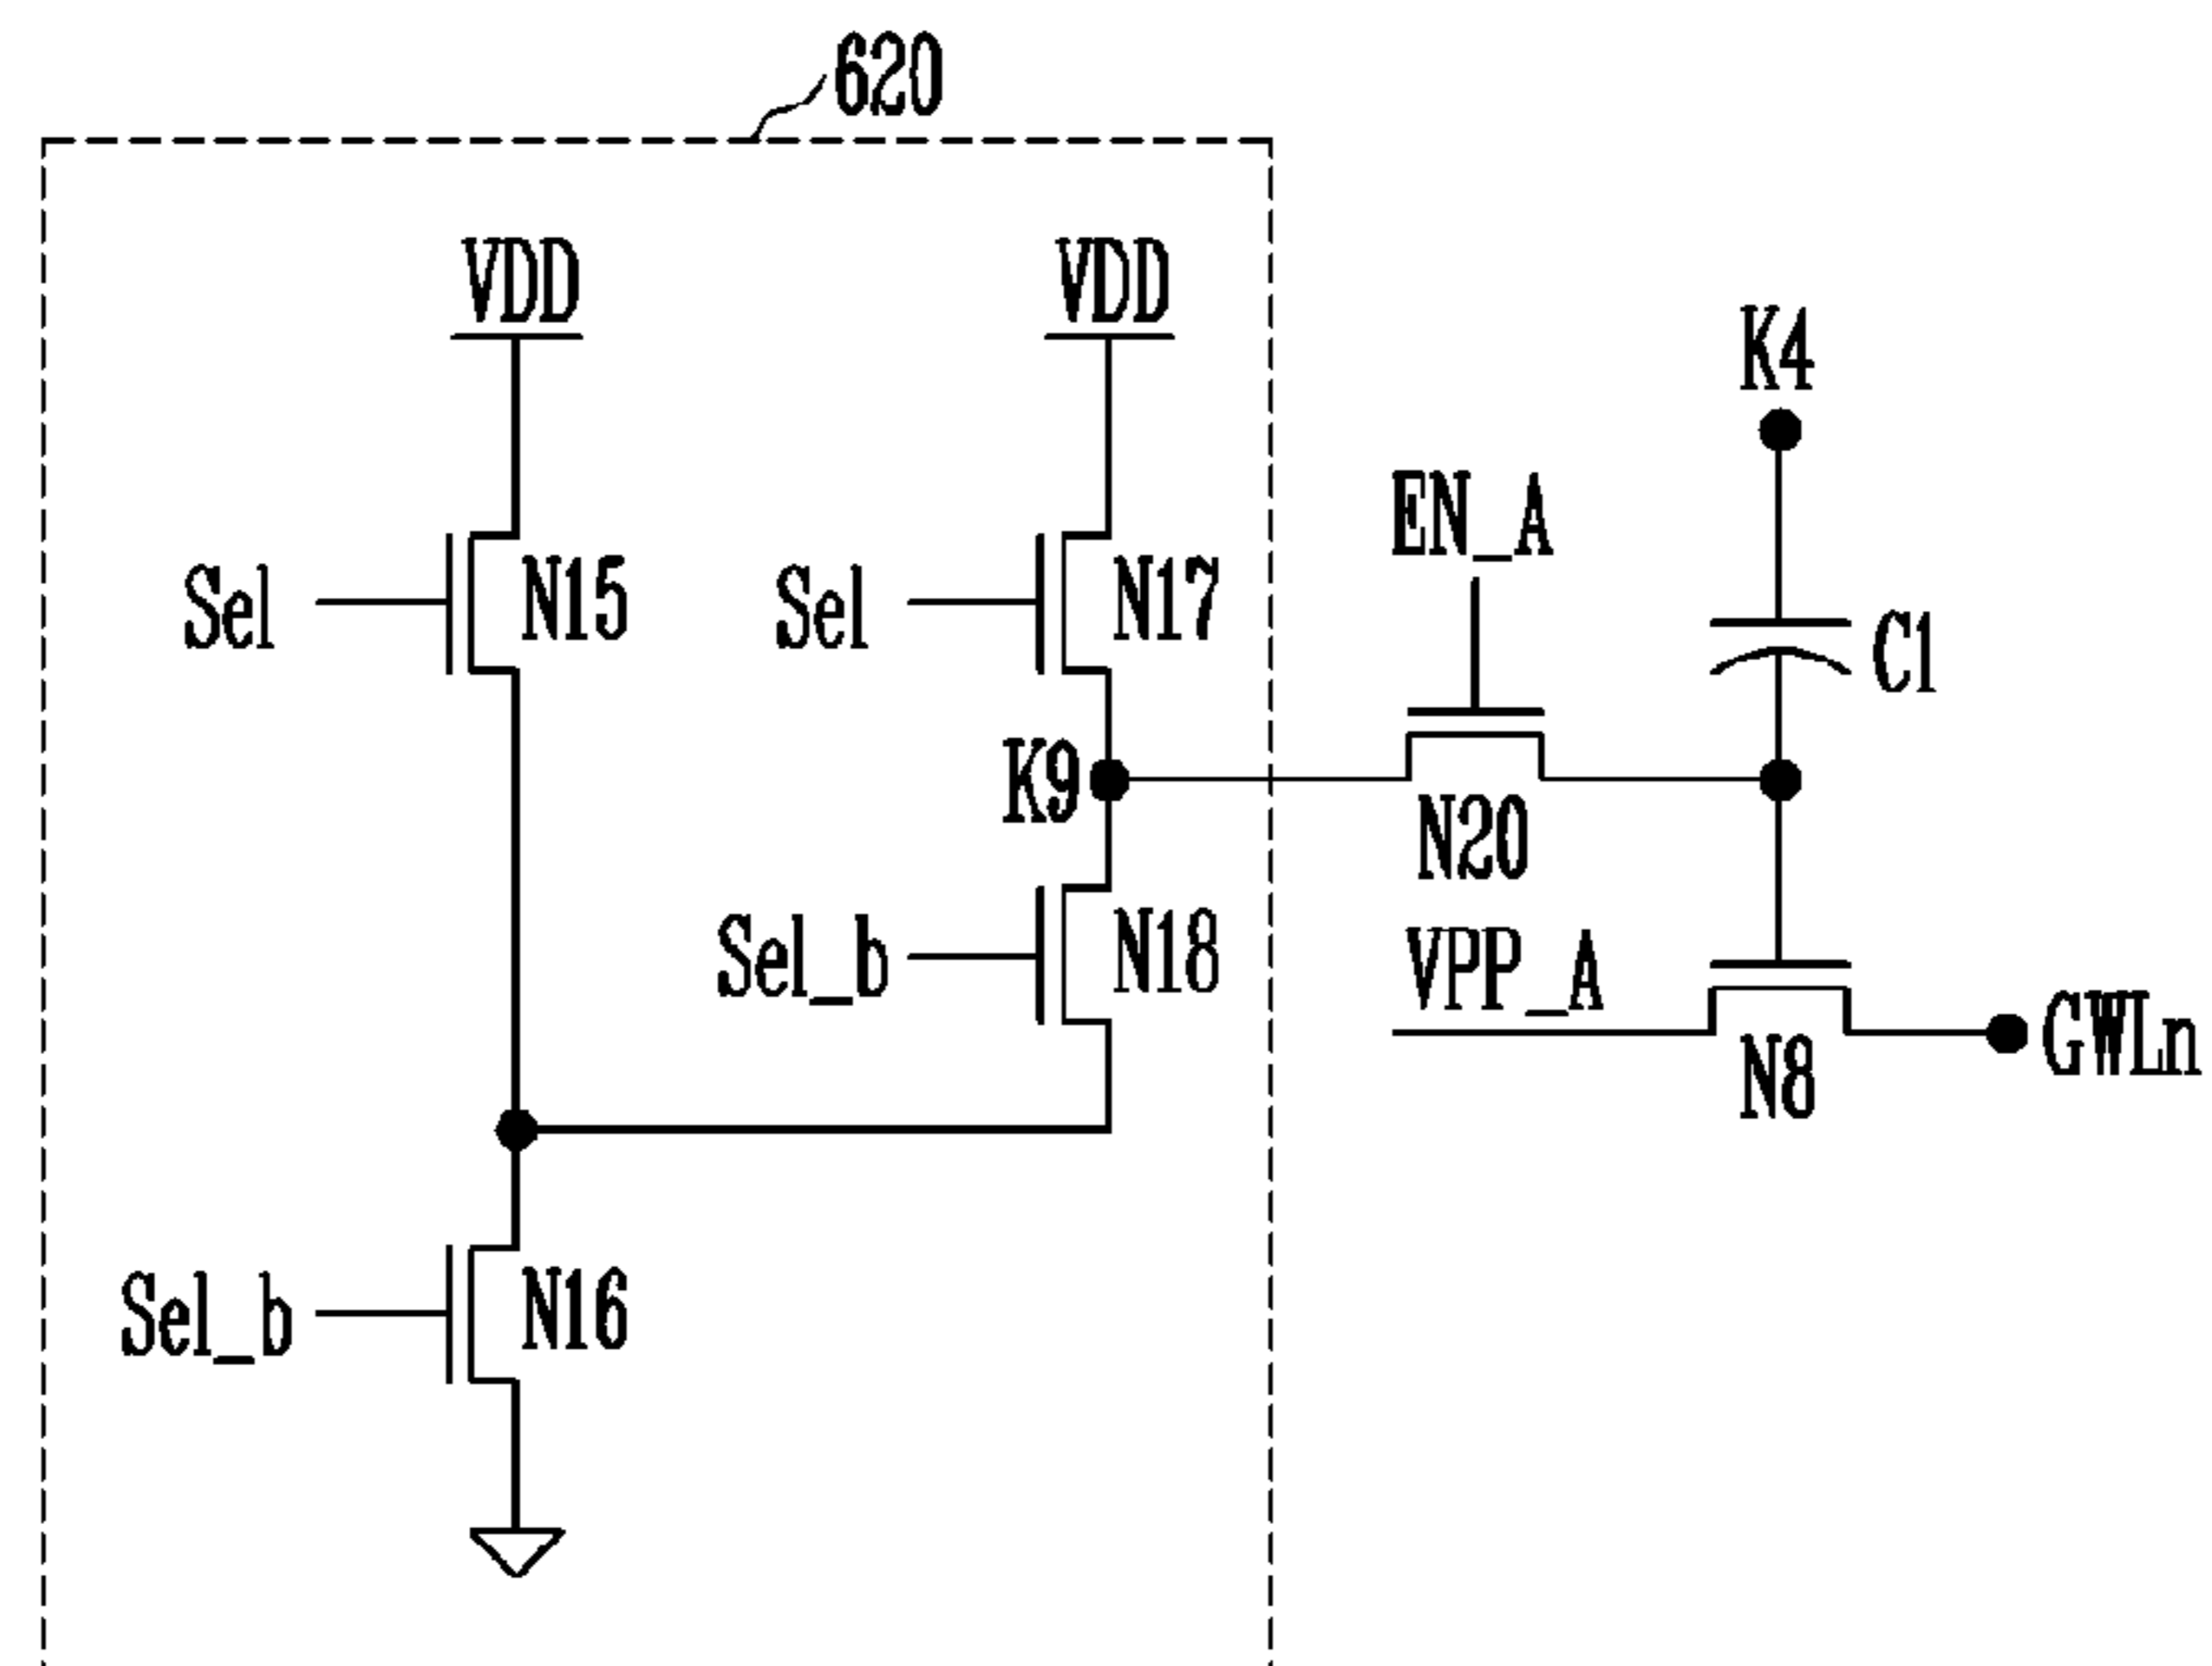 620
VDD
VDD
K4
EN_A
Sel
N15
Sel
N17
C1
K9
N20
Sel_b
N18
VPP_A
N8
GWLn
Sel_b
N16